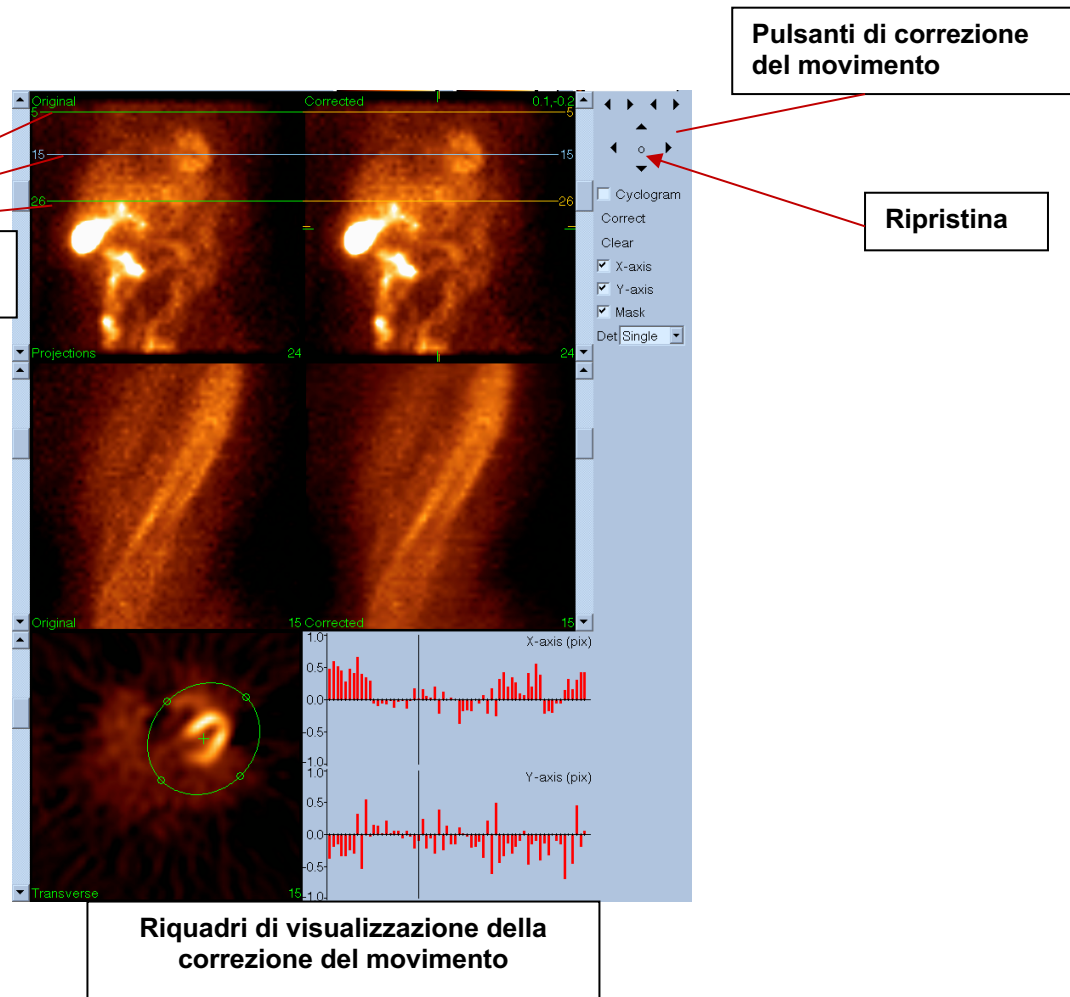 Pulsanti di correzione
del movimento
Original
Corrected
0.1,-0.2
5
5
15
15
26
26
Cyclogram
Correct
Clear
X-axis
Y-axis
Mask
Det Single
Ripristina
Projections
24
24
Original
15
Corrected
15
X-axis (pix)
1.0
0.5
0.0
-0.5
-1.0
Y-axis (pix)
1.0
0.5
0.0
-0.5
-1.0
Transverse
15
Riquadri di visualizzazione della
correzione del movimento